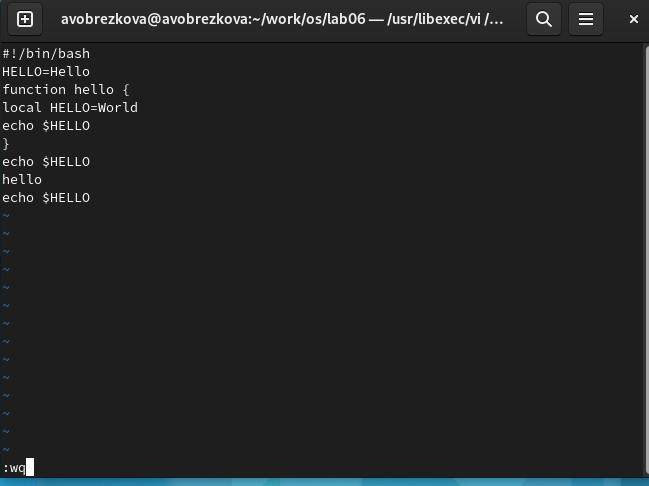 avobrezkova@avobrezkova:~/work/os/lab06 — /usr/libexec/vi /...
#!/bin/bash
HELLO=Hello
function hello {
local HELLO=World
echo $HELLO
}
echo $HELLO
hello
echo $HELLO
~
~
~
~
~
~
~
~
~
~
~
~
~
~
:wq